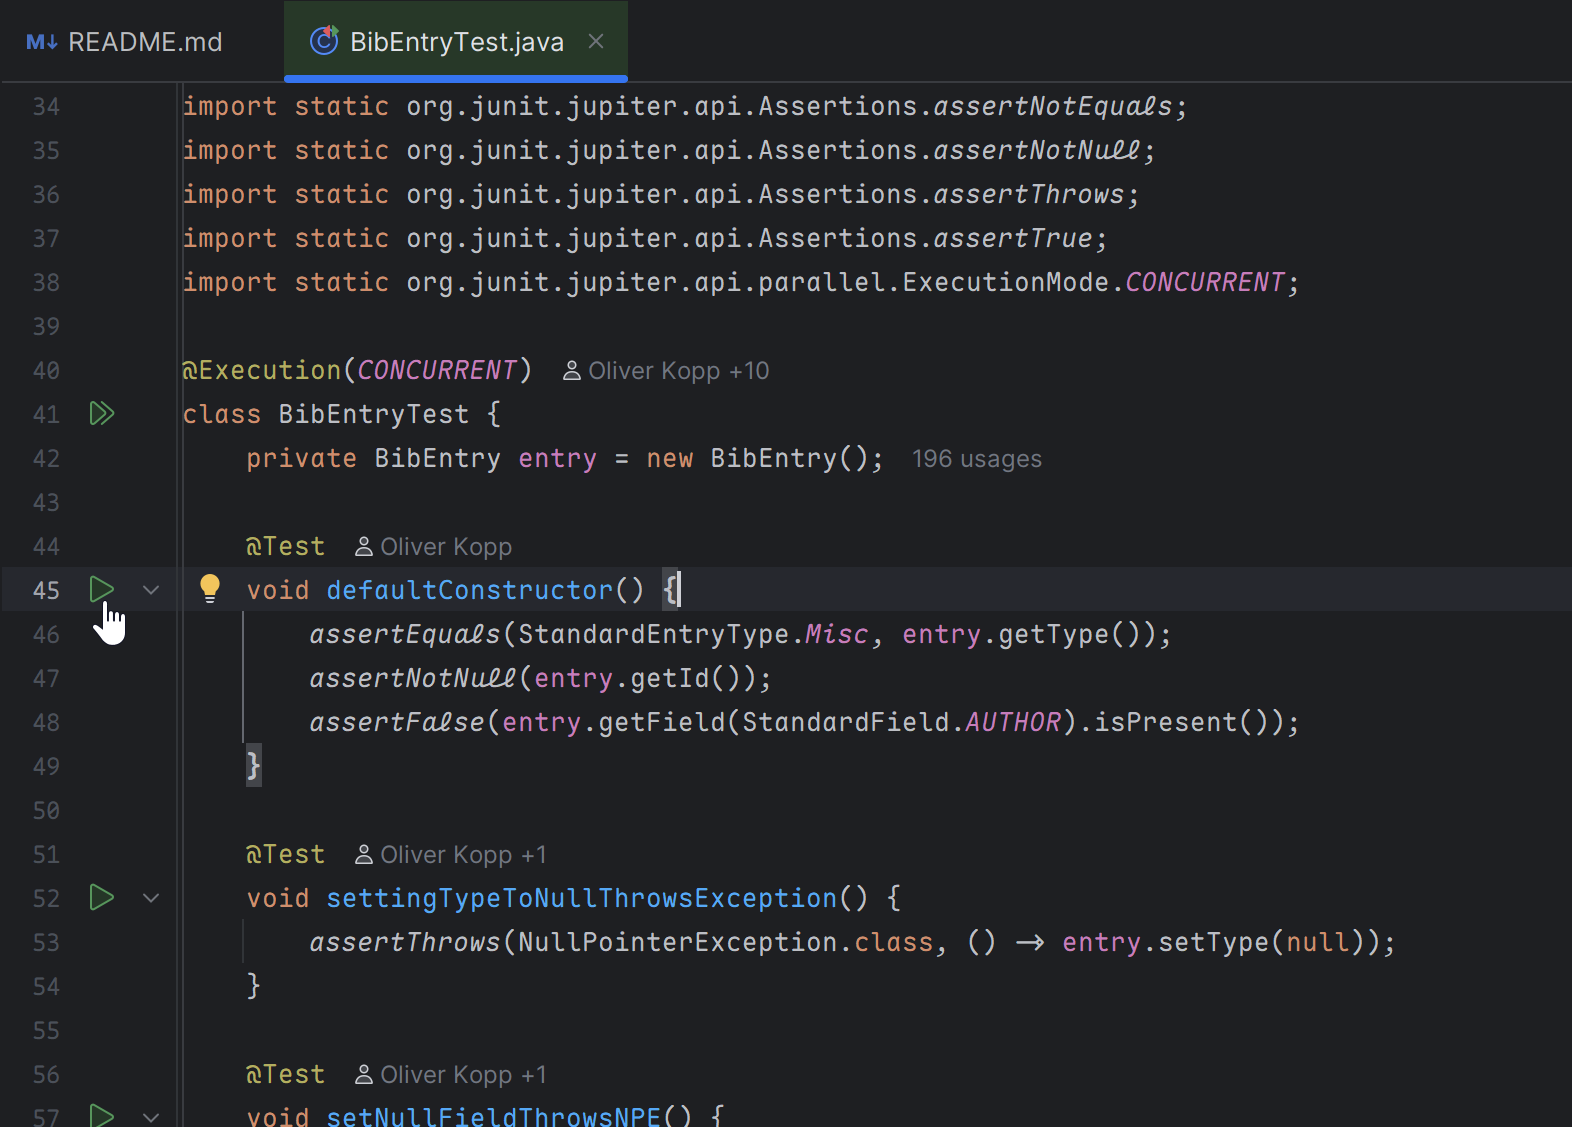 M↓ README.md BibEntryTest.java
34 import static org.junit.jupiter.api.Assertions.assertNotEquals;
35 import static org.junit.jupiter.api.Assertions.assertNotNull;
36 import static org.junit.jupiter.api.Assertions.assertThrows;
37 import static org.junit.jupiter.api.Assertions.assertTrue;
38 import static org.junit.jupiter.api.parallel.ExecutionMode.CONCURRENT;
39
40 @Execution(CONCURRENT) Oliver Kopp +10
41 class BibEntryTest {
42 private BibEntry entry = new BibEntry(); 196 usages
43
44 @Test Oliver Kopp
45 void defaultConstructor() {
46 assertEquals(StandardEntryType.Misc, entry.getType());
47 assertNotNull(entry.getId());
48 assertFalse(entry.getField(StandardField.AUTHOR).isPresent());
49 }
50
51 @Test Oliver Kopp +1
52 void settingTypeToNullThrowsException() {
53 assertThrows(NullPointerException.class, () → entry.setType(null));
54 }
55
56 @Test Oliver Kopp +1
57 void setNullFieldThrowsNPE() {